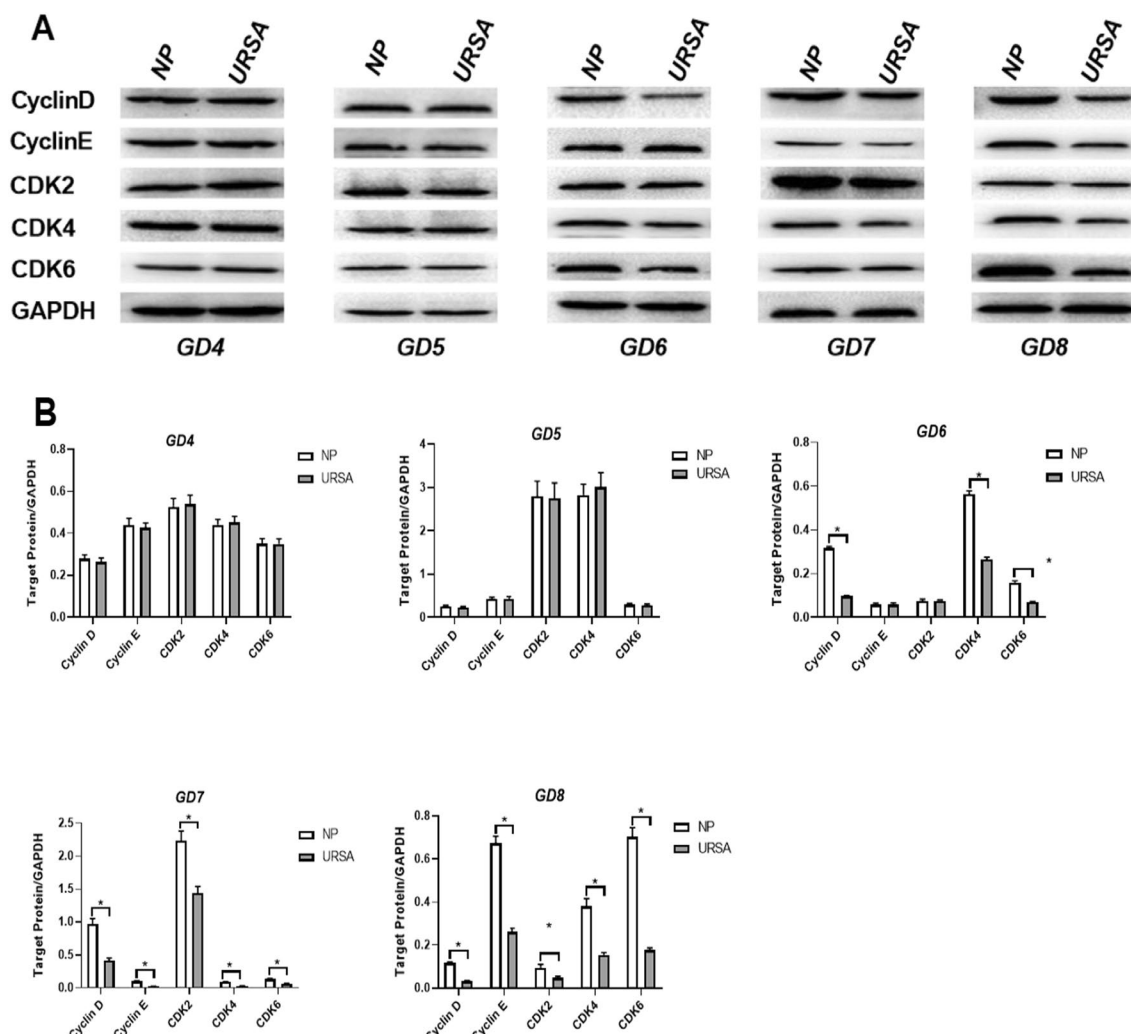 A
NP URSA NP URSA NP URSA NP URSA NP URSA
CyclinD
CyclinE
CDK2
CDK4
CDK6
GAPDH
GD4 GD5 GD6 GD7 GD8
B
GD4
Target Protein/GAPDH
0.8
0.6
0.4
0.2
0.0
NP
URSA
Cyclin D Cyclin E CDK2 CDK4 CDK6
GD5
Target Protein/GAPDH
4
3
2
1
0
NP
URSA
Cyclin D Cyclin E CDK2 CDK4 CDK6
GD6
Target Protein/GAPDH
0.8
0.6
0.4
0.2
0.0
* * *
NP
URSA
Cyclin D Cyclin E CDK2 CDK4 CDK6
GD7
Target Protein/GAPDH
2.5
2.0
1.5
1.0
0.5
0.0
* * * * *
NP
URSA
Cyclin D Cyclin E CDK2 CDK4 CDK6
GD8
Target Protein/GAPDH
0.8
0.6
0.4
0.2
0.0
* * * * *
NP
URSA
Cyclin D Cyclin E CDK2 CDK4 CDK6